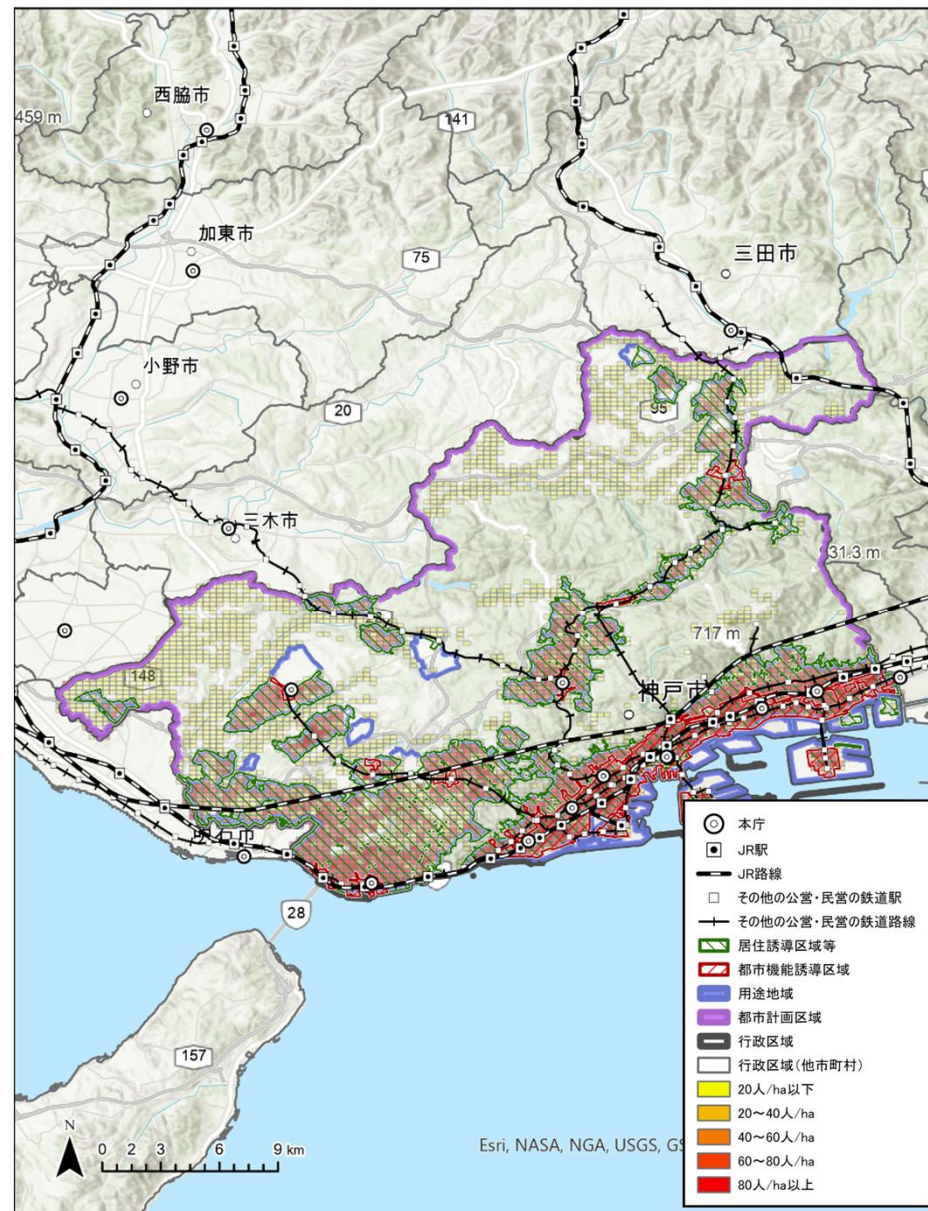 西脇市
459 m
141
加東市
75
三田市
小野市
20
95
三木市
31.3 m
717 m
148
神戸市
明石市
28
157
N
0 3 6 9 km
Esri, NASA, NGA, USGS,
本庁
JR駅
JR路線
その他の公営・民営の鉄道駅
その他の公営・民営の鉄道路線
居住誘導区域等
都市機能誘導区域
用途地域
都市計画区域
行政区域
行政区域(他市町村)
20人/ha以下
20～40人/ha
40～60人/ha
60～80人/ha
80人/ha以上